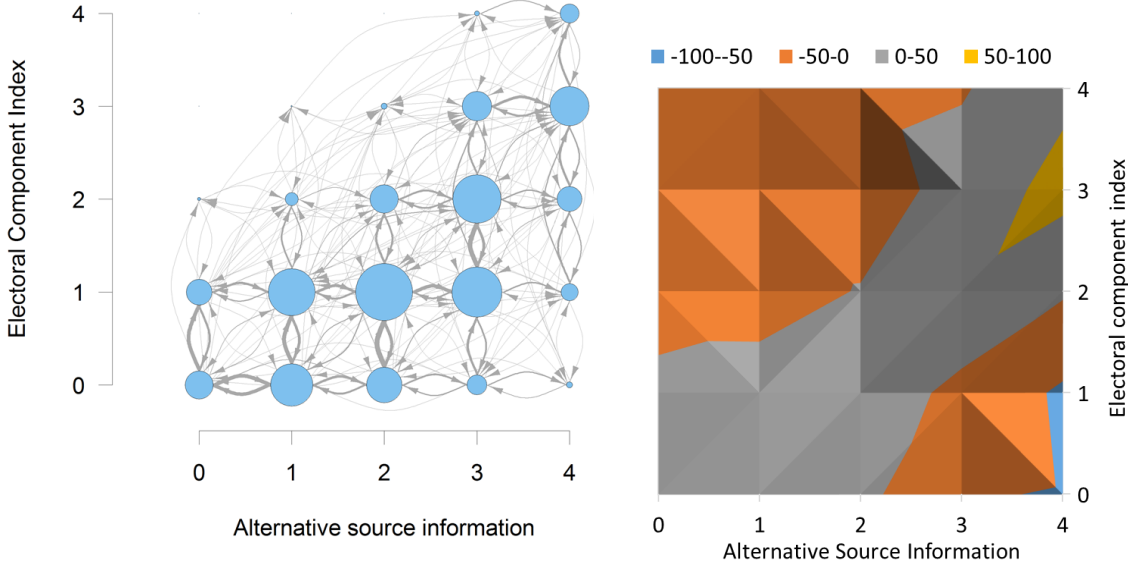 Electoral Component Index
4
3
2
1
0
0 1 2 3 4
Alternative source information
-100--50 -50-0 0-50 50-100
4
3
2
1
0
Electoral component index
0 1 2 3 4
Alternative Source Information